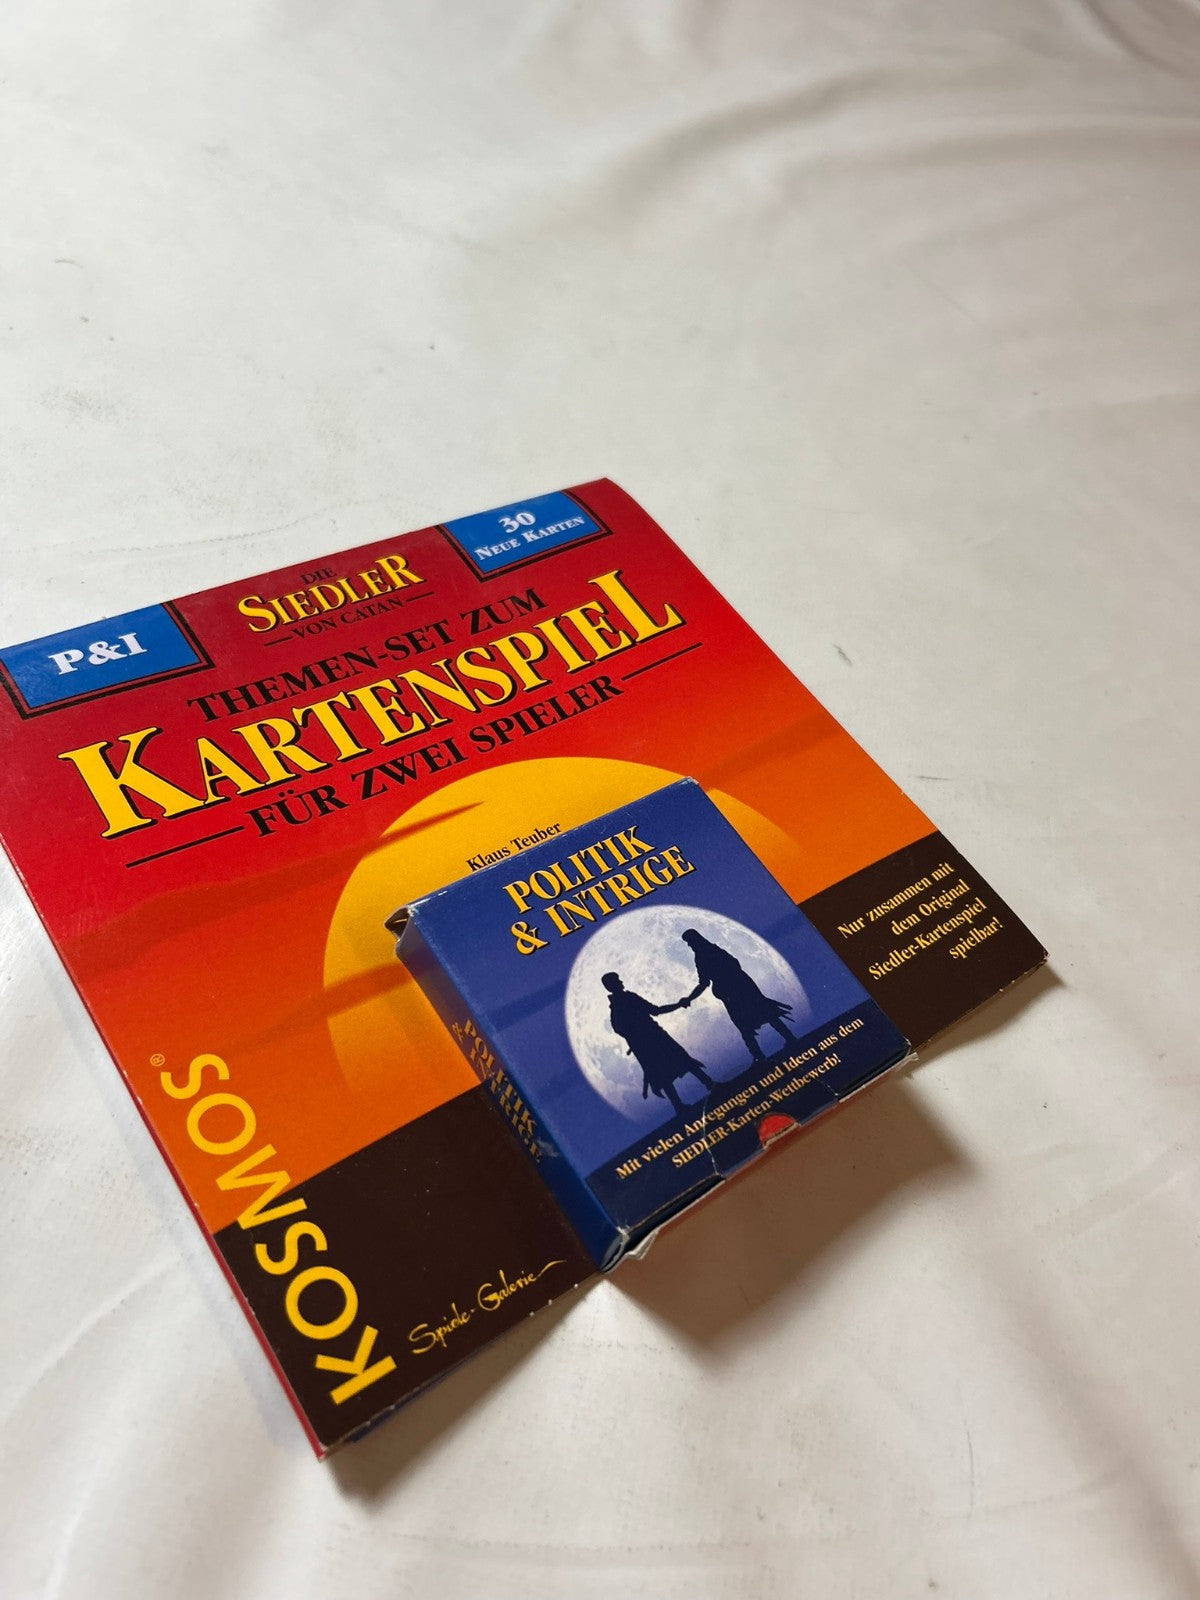 P&I
30
NEUE KARTEN
DIE
SIEDLER
VON CATAN
THEMEN-SET ZUM
KARTENSPIEL
FÜR ZWEI SPIELER
Klaus Teuber
POLITIK
& INTRIGE
Mit vielen Anregungen und Ideen aus dem
SIEDLER-Karten-Wettbewerb!
POLITIK
& INTRIGE
Nur zusammen mit
dem Original
Siedler-Kartenspiel
spielbar!
KOSMOS®
Spiele-Galerie